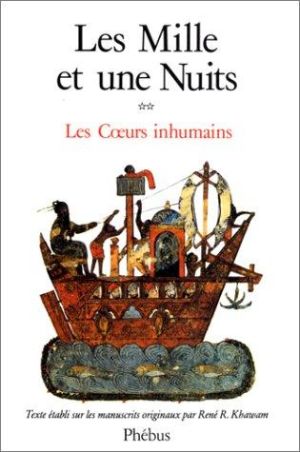 Les Mille
et une Nuits
☆☆
Les Cœurs inhumains
Texte établi sur les manuscrits originaux par René R. Khawam
Phébus